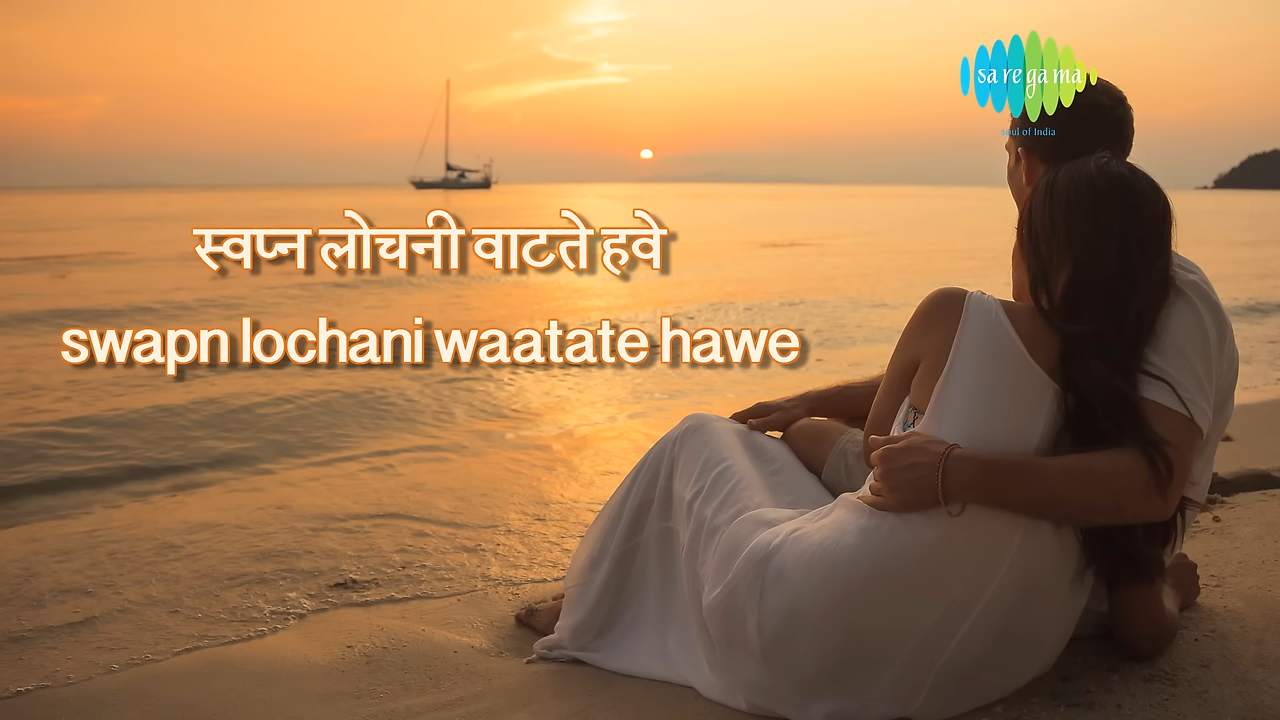 sa re ga ma
soul of India
स्वप्न लोचनी वाटते हवे
swapn lochani waatate hawe